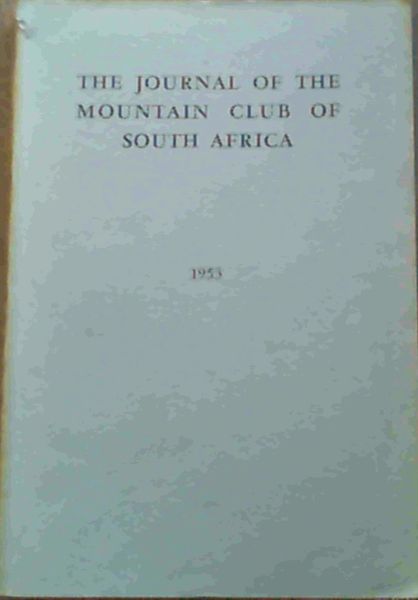 THE JOURNAL OF THE
MOUNTAIN CLUB OF
SOUTH AFRICA
1953